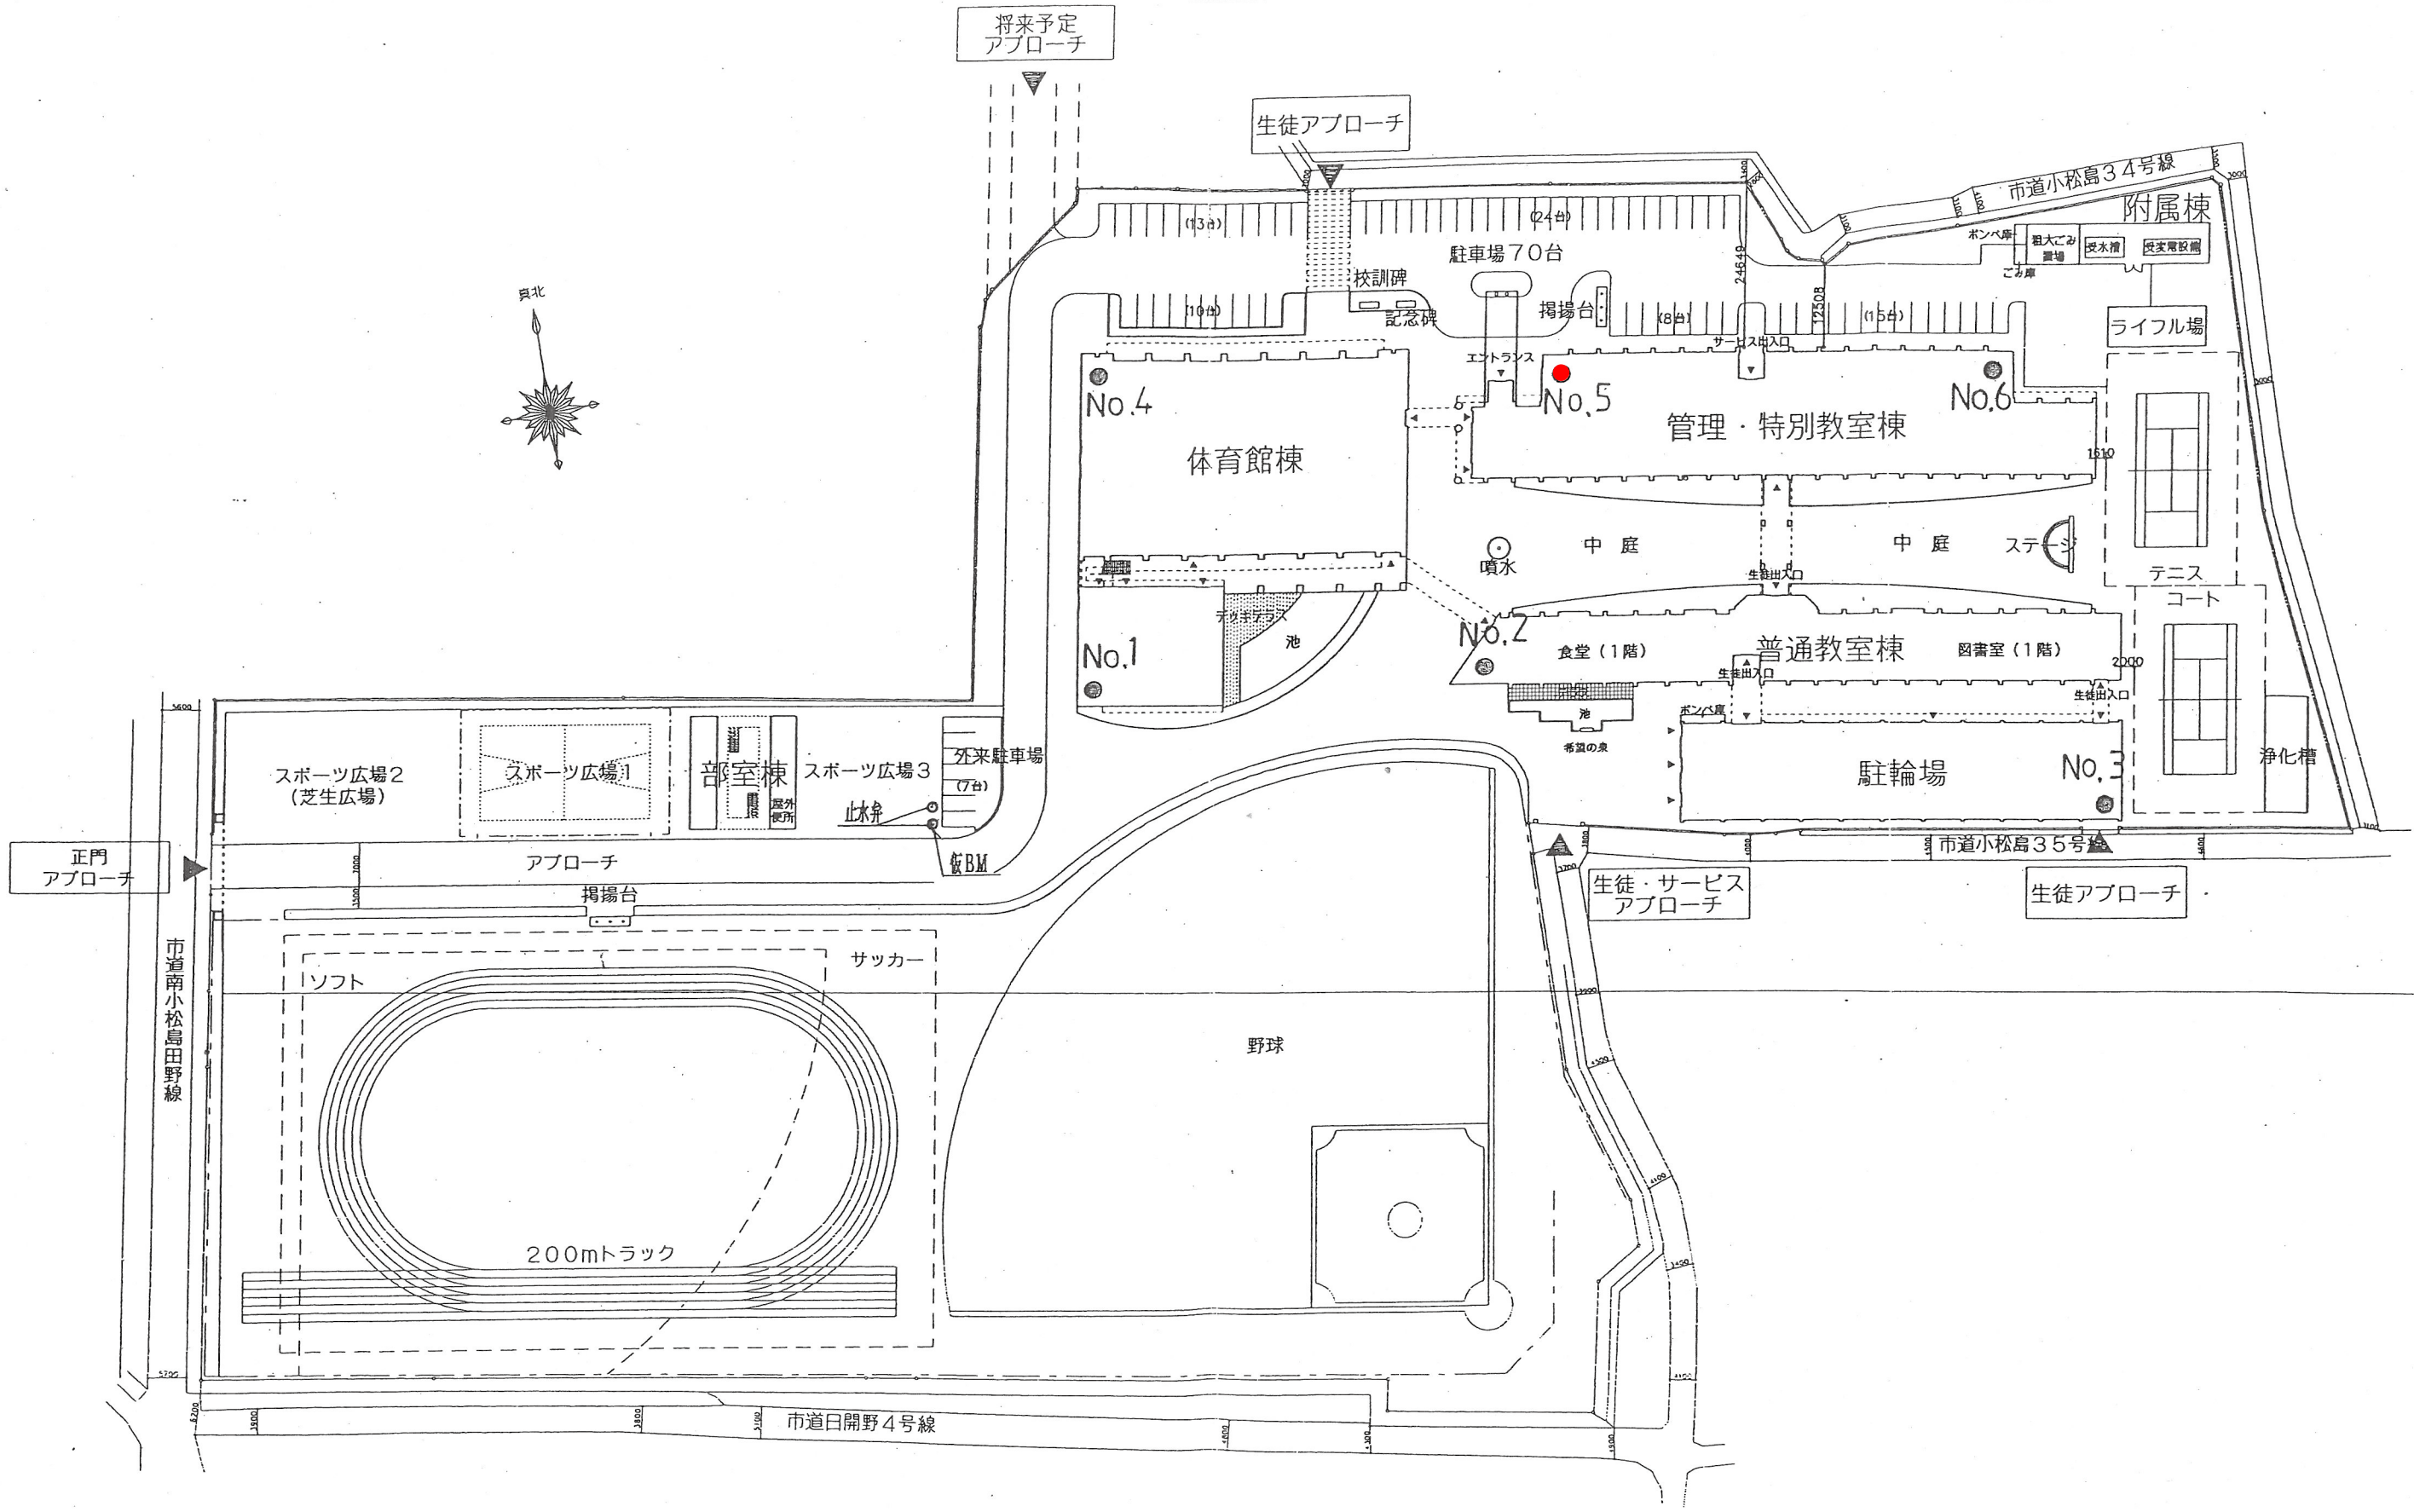 将来予定
アプローチ
生徒アプローチ
市道小松島34号線
附属棟
(13台)
(24台)
駐車場70台
ボンベ庫
粗大ごみ
置場
受水槽
受変電設備
ごみ庫
24649
12508
校訓碑
記念碑
掲揚台
(10台)
(8台)
(15台)
ライフル場
真北
エントランス
サービス出入口
No.4
No.5
No.6
体育館棟
管理・特別教室棟
1610
噴水
中庭
中庭
ステージ
テニス
コート
生徒出入口
デッキテラス
池
No.1
No.2
食堂(1階)
普通教室棟
図書室(1階)
2000
生徒出入口
生徒出入口
ボンベ庫
池
希望の泉
5600
スポーツ広場2
(芝生広場)
スポーツ広場1
部室棟
屋外
便所
スポーツ広場3
外来駐車場
(7台)
止水弁
仮BM
駐輪場
No.3
浄化槽
正門
アプローチ
アプローチ
7000
掲揚台
市道小松島35号線
生徒・サービス
アプローチ
生徒アプローチ
市道南小松島田野線
ソフト
サッカー
野球
200mトラック
5700
市道日開野4号線